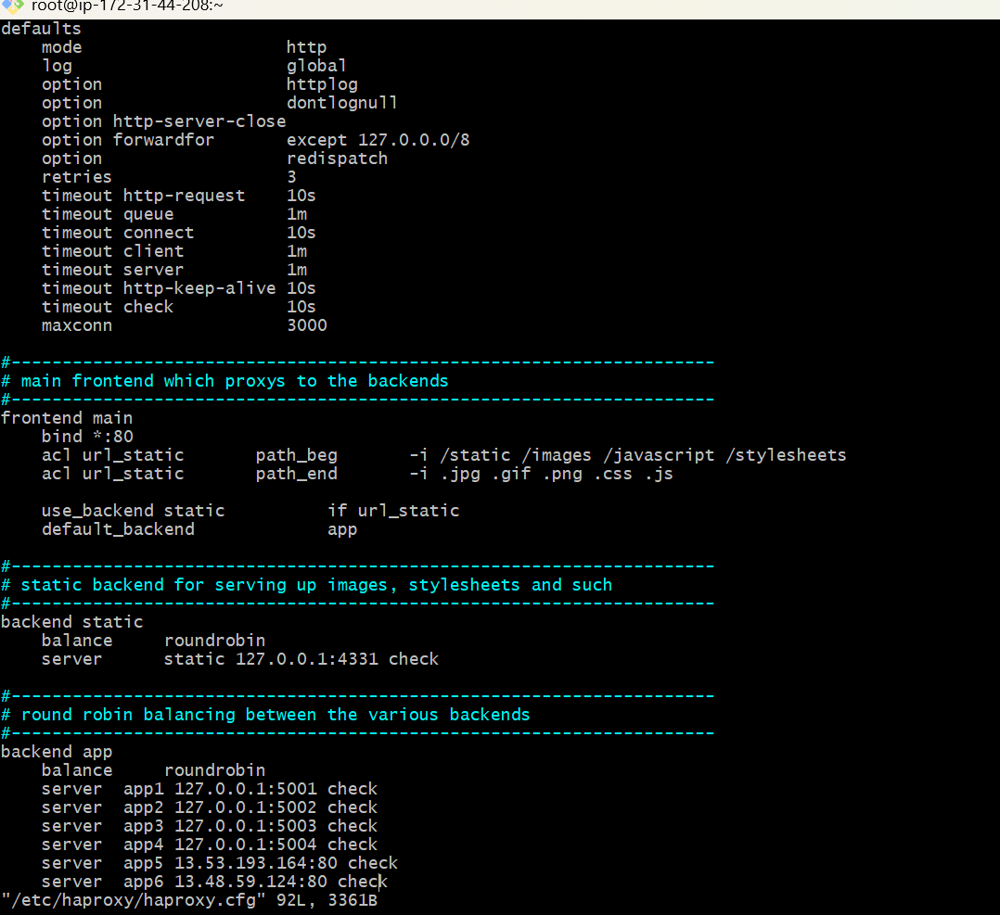 root@ip-172-31-44-208:~
defaults
    mode                    http
    log                     global
    option                  httplog
    option                  dontlognull
    option http-server-close
    option forwardfor       except 127.0.0.0/8
    option                  redispatch
    retries                 3
    timeout http-request    10s
    timeout queue           1m
    timeout connect         10s
    timeout client          1m
    timeout server          1m
    timeout http-keep-alive 10s
    timeout check           10s
    maxconn                 3000
#---------------------------------------------------------------------
# main frontend which proxys to the backends
#---------------------------------------------------------------------
frontend main
    bind *:80
    acl url_static       path_beg       -i /static /images /javascript /stylesheets
    acl url_static       path_end       -i .jpg .gif .png .css .js
    use_backend static          if url_static
    default_backend             app
#---------------------------------------------------------------------
# static backend for serving up images, stylesheets and such
#---------------------------------------------------------------------
backend static
    balance     roundrobin
    server      static 127.0.0.1:4331 check
#---------------------------------------------------------------------
# round robin balancing between the various backends
#---------------------------------------------------------------------
backend app
    balance     roundrobin
    server  app1 127.0.0.1:5001 check
    server  app2 127.0.0.1:5002 check
    server  app3 127.0.0.1:5003 check
    server  app4 127.0.0.1:5004 check
    server  app5 13.53.193.164:80 check
    server  app6 13.48.59.124:80 check
"/etc/haproxy/haproxy.cfg" 92L, 3361B